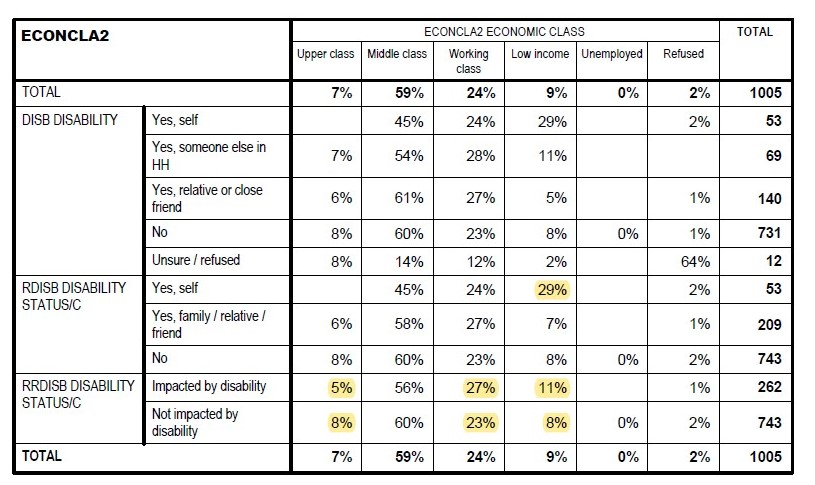 ECONCLA2 ECONCLA2 ECONOMIC CLASS TOTAL
Upper class Middle class Working class Low income Unemployed Refused
TOTAL 7% 59% 24% 9% 0% 2% 1005
DISB DISABILITY Yes, self 45% 24% 29% 2% 53
Yes, someone else in HH 7% 54% 28% 11% 69
Yes, relative or close friend 6% 61% 27% 5% 1% 140
No 8% 60% 23% 8% 0% 1% 731
Unsure / refused 8% 14% 12% 2% 64% 12
RDISB DISABILITY STATUS/C Yes, self 45% 24% 29% 2% 53
Yes, family / relative / friend 6% 58% 27% 7% 1% 209
No 8% 60% 23% 8% 0% 2% 743
RRDISB DISABILITY STATUS/C Impacted by disability 5% 56% 27% 11% 1% 262
Not impacted by disability 8% 60% 23% 8% 0% 2% 743
TOTAL 7% 59% 24% 9% 0% 2% 1005